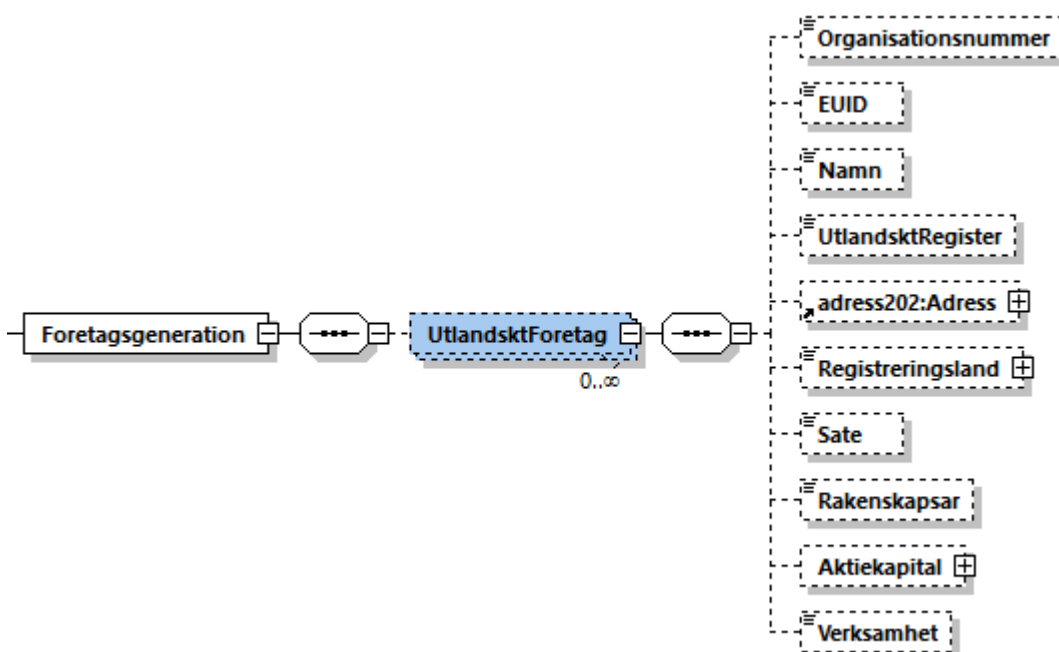 Organisationsnummer
EUID
Namn
UtlandsktRegister
adress202:Adress
Foretagsgeneration
UtlandsktForetag
0..∞
Registreringsland
Sate
Rakenskapsar
Aktiekapital
Verksamhet